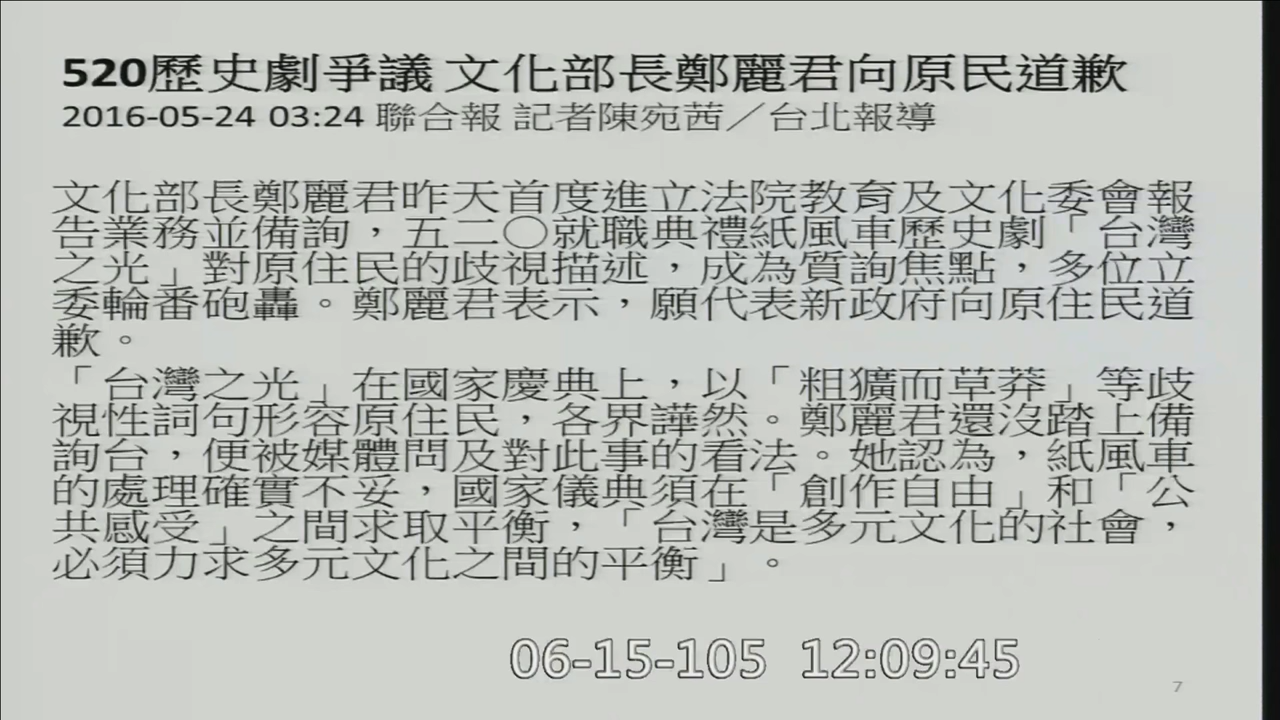 520歷史劇爭議 文化部長鄭麗君向原民道歉
2016-05-24 03:24 聯合報 記者陳宛茜／台北報導
文化部長鄭麗君昨天首度進立法院教育及文化委會報
告業務並備詢，五二〇就職典禮紙風車歷史劇「台灣
之光」對原住民的歧視描述，成為質詢焦點，多位立
委輪番砲轟。鄭麗君表示，願代表新政府向原住民道
歉。
「台灣之光」在國家慶典上，以「粗獷而草莽」等歧
視性詞句形容原住民，各界譁然。鄭麗君還沒踏上備
詢台，便被媒體問及對此事的看法。她認為，紙風車
的處理確實不妥，國家儀典須在「創作自由」和「公
共感受」之間求取平衡，「台灣是多元文化的社會，
必須力求多元文化之間的平衡」。
06-15-105 12:09:45
7